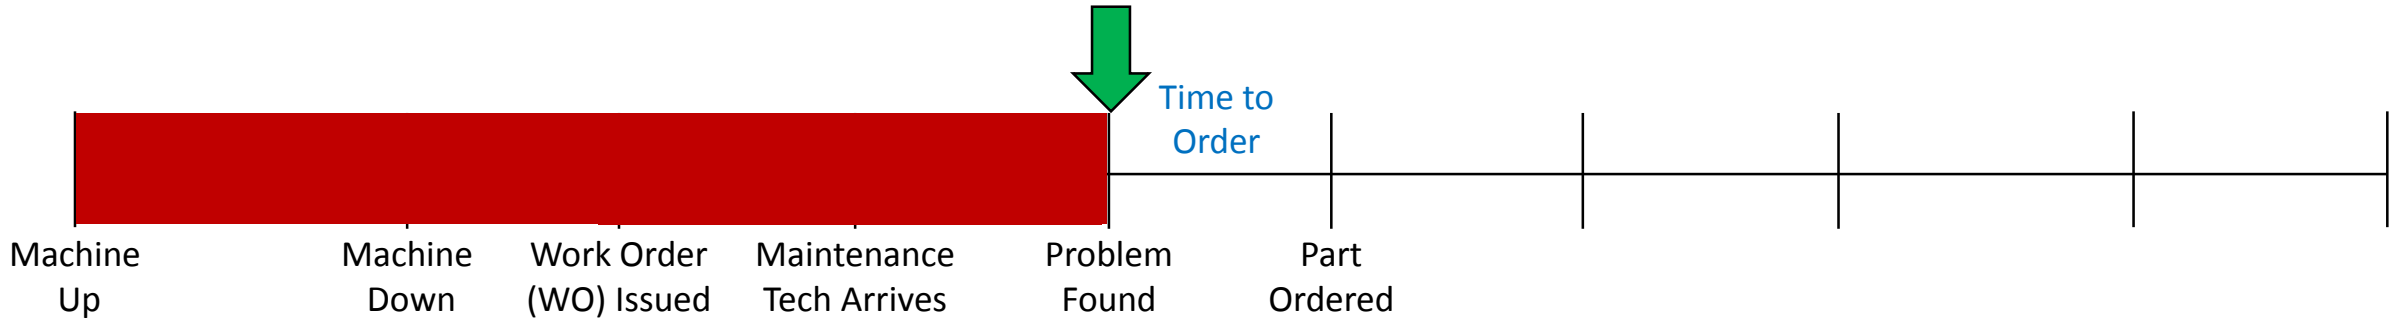 Time to
Order
Machine
Up
Machine
Down
Work Order
(WO) Issued
Maintenance
Tech Arrives
Problem
Found
Part
Ordered